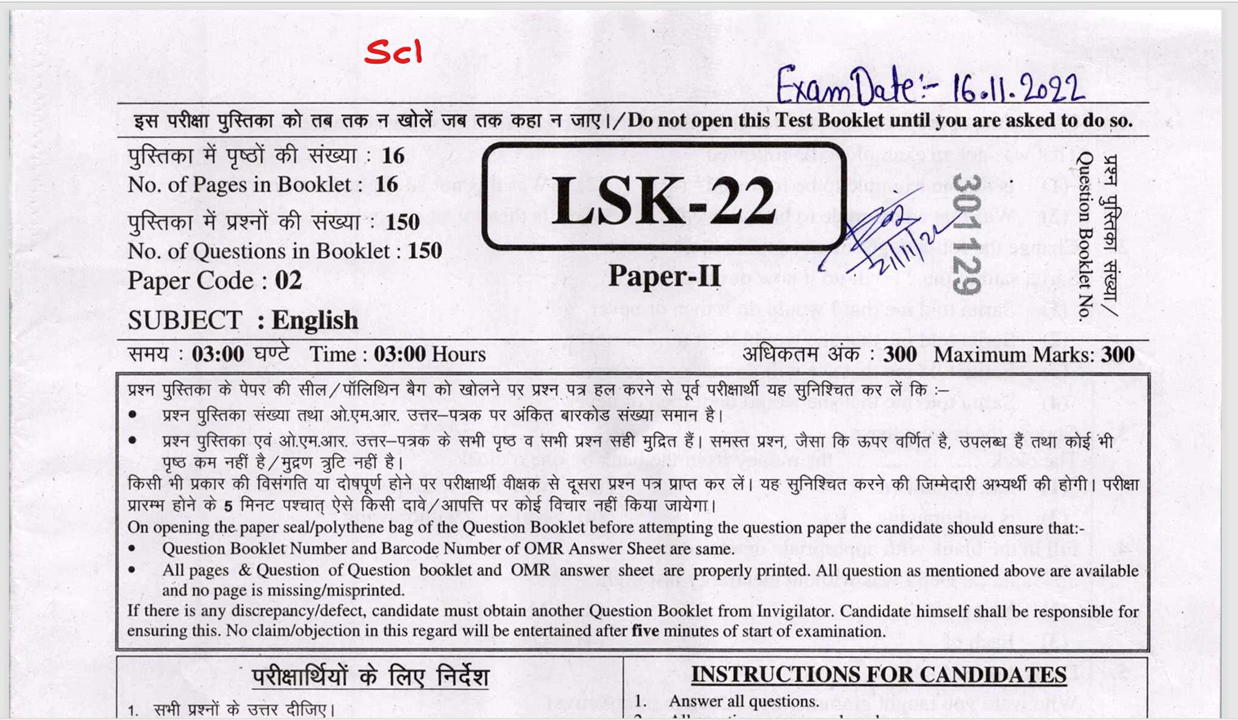 Scl
Exam Date:- 16.11.2022
इस परीक्षा पुस्तिका को तब तक न खोलें जब तक कहा न जाए।/Do not open this Test Booklet until you are asked to do so.
पुस्तिका में पृष्ठों की संख्या : 16
No. of Pages in Booklet : 16
पुस्तिका में प्रश्नों की संख्या : 150
No. of Questions in Booklet : 150
Paper Code : 02
SUBJECT : English
LSK-22
Paper-II
21/11/22
301129
प्रश्न पुस्तिका संख्या /
Question Booklet No.
समय : 03:00 घण्टे Time : 03:00 Hours
अधिकतम अंक : 300 Maximum Marks: 300
प्रश्न पुस्तिका के पेपर की सील/पॉलिथिन बैग को खोलने पर प्रश्न पत्र हल करने से पूर्व परीक्षार्थी यह सुनिश्चित कर लें कि :–
• प्रश्न पुस्तिका संख्या तथा ओ.एम.आर. उत्तर–पत्रक पर अंकित बारकोड संख्या समान है।
• प्रश्न पुस्तिका एवं ओ.एम.आर. उत्तर–पत्रक के सभी पृष्ठ व सभी प्रश्न सही मुद्रित हैं। समस्त प्रश्न, जैसा कि ऊपर वर्णित है, उपलब्ध हैं तथा कोई भी
पृष्ठ कम नहीं है/मुद्रण त्रुटि नहीं है।
किसी भी प्रकार की विसंगति या दोषपूर्ण होने पर परीक्षार्थी वीक्षक से दूसरा प्रश्न पत्र प्राप्त कर लें। यह सुनिश्चित करने की जिम्मेदारी अभ्यर्थी की होगी। परीक्षा
प्रारम्भ होने के 5 मिनट पश्चात् ऐसे किसी दावे/आपत्ति पर कोई विचार नहीं किया जायेगा।
On opening the paper seal/polythene bag of the Question Booklet before attempting the question paper the candidate should ensure that:-
• Question Booklet Number and Barcode Number of OMR Answer Sheet are same.
• All pages & Question of Question booklet and OMR answer sheet are properly printed. All question as mentioned above are available
and no page is missing/misprinted.
If there is any discrepancy/defect, candidate must obtain another Question Booklet from Invigilator. Candidate himself shall be responsible for
ensuring this. No claim/objection in this regard will be entertained after five minutes of start of examination.
परीक्षार्थियों के लिए निर्देश
1. सभी प्रश्नों के उत्तर दीजिए।
INSTRUCTIONS FOR CANDIDATES
1. Answer all questions.